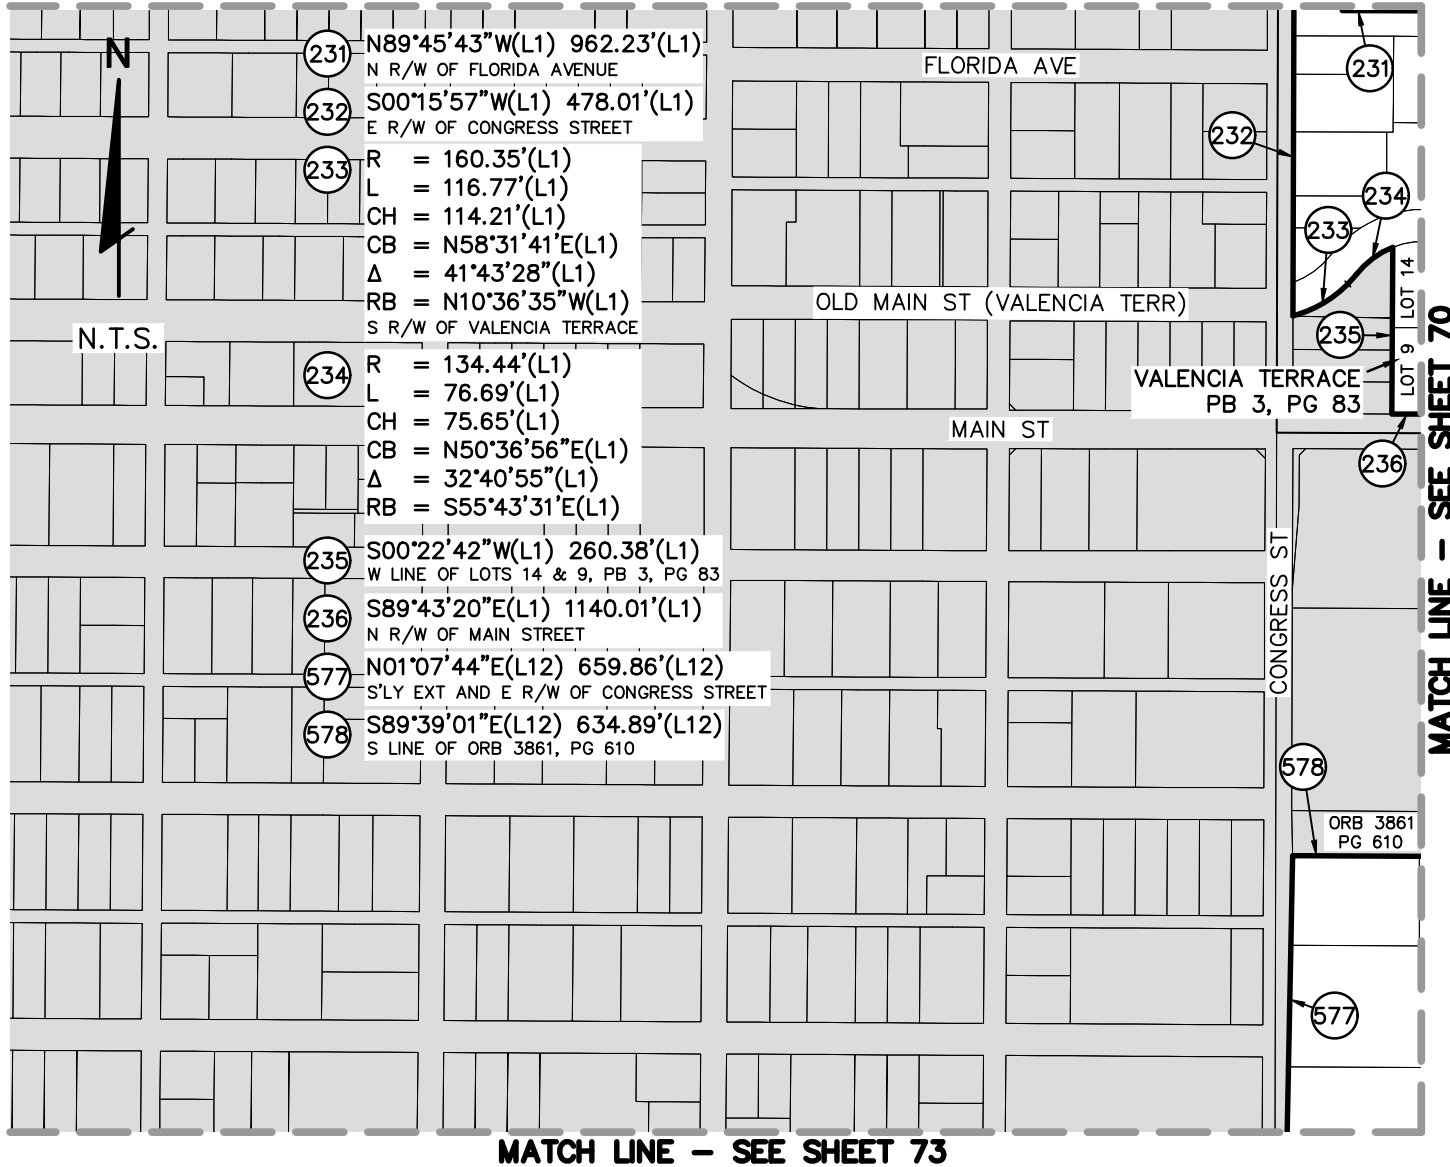 N
N.T.S.
231
N89°45'43"W(L1) 962.23'(L1)
N R/W OF FLORIDA AVENUE
232
S00°15'57"W(L1) 478.01'(L1)
E R/W OF CONGRESS STREET
233
R = 160.35'(L1)
L = 116.77'(L1)
CH = 114.21'(L1)
CB = N58°31'41'E(L1)
Δ = 41°43'28"(L1)
RB = N10°36'35"W(L1)
S R/W OF VALENCIA TERRACE
234
R = 134.44'(L1)
L = 76.69'(L1)
CH = 75.65'(L1)
CB = N50°36'56"E(L1)
Δ = 32°40'55"(L1)
RB = S55°43'31'E(L1)
235
S00°22'42"W(L1) 260.38'(L1)
W LINE OF LOTS 14 & 9, PB 3, PG 83
236
S89°43'20"E(L1) 1140.01'(L1)
N R/W OF MAIN STREET
577
N01°07'44"E(L12) 659.86'(L12)
S'LY EXT AND E R/W OF CONGRESS STREET
578
S89°39'01"E(L12) 634.89'(L12)
S LINE OF ORB 3861, PG 610
FLORIDA AVE
OLD MAIN ST (VALENCIA TERR)
MAIN ST
CONGRESS ST
231
232
234
233
LOT 14
235
LOT 9
VALENCIA TERRACE
PB 3, PG 83
236
578
ORB 3861
PG 610
577
MATCH LINE - SEE SHEET 70
MATCH LINE - SEE SHEET 73